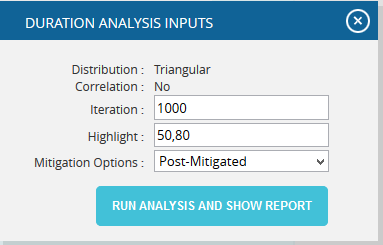 DURATION ANALYSIS INPUTS
Distribution : Triangular
Correlation : No
Iteration : 1000
Highlight : 50,80
Mitigation Options : Post-Mitigated
RUN ANALYSIS AND SHOW REPORT